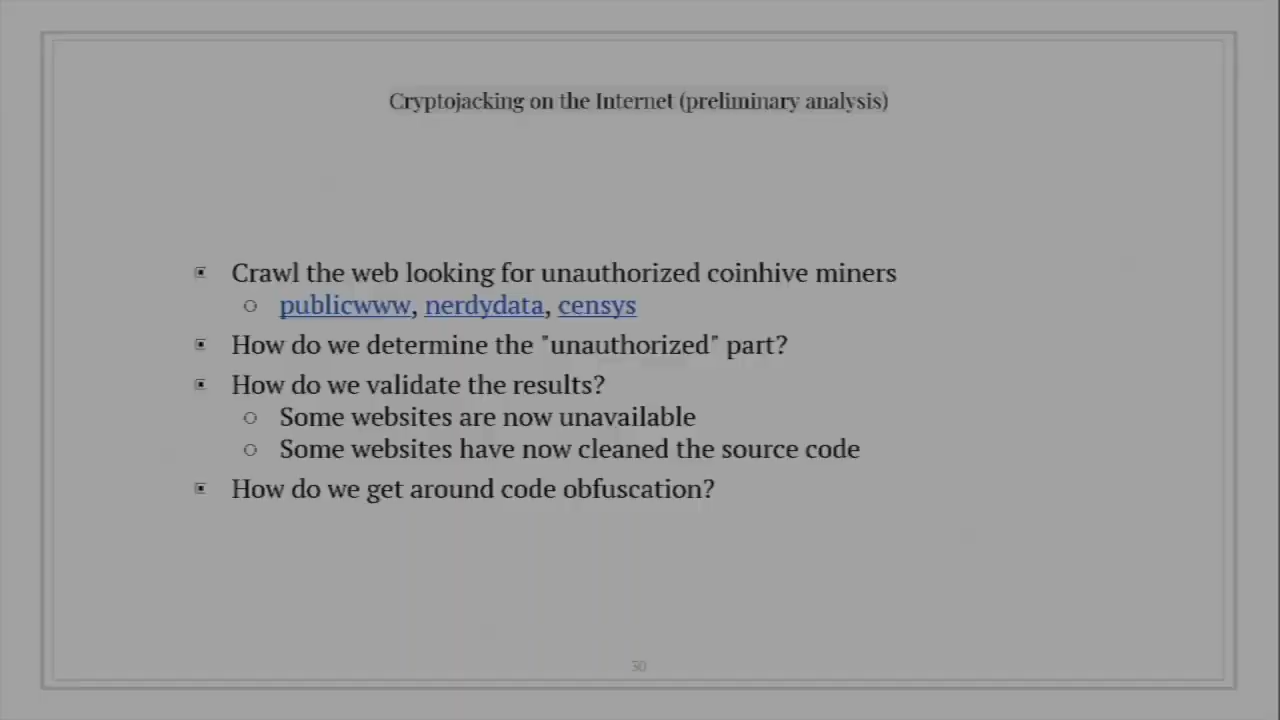 Cryptojacking on the Internet (preliminary analysis)
Crawl the web looking for unauthorized coinhive miners
publicwww, nerdydata, censys
How do we determine the "unauthorized" part?
How do we validate the results?
Some websites are now unavailable
Some websites have now cleaned the source code
How do we get around code obfuscation?
30